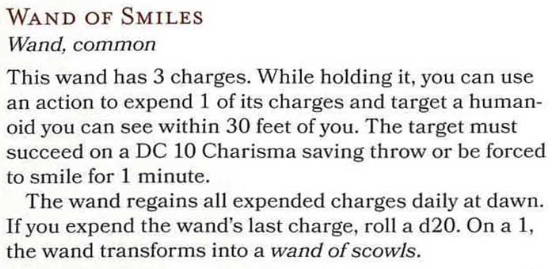 WAND OF SMILES
Wand, common
This wand has 3 charges. While holding it, you can use
an action to expend 1 of its charges and target a human-
oid you can see within 30 feet of you. The target must
succeed on a DC 10 Charisma saving throw or be forced
to smile for 1 minute.
The wand regains all expended charges daily at dawn.
If you expend the wand's last charge, roll a d20. On a 1,
the wand transforms into a wand of scowls.